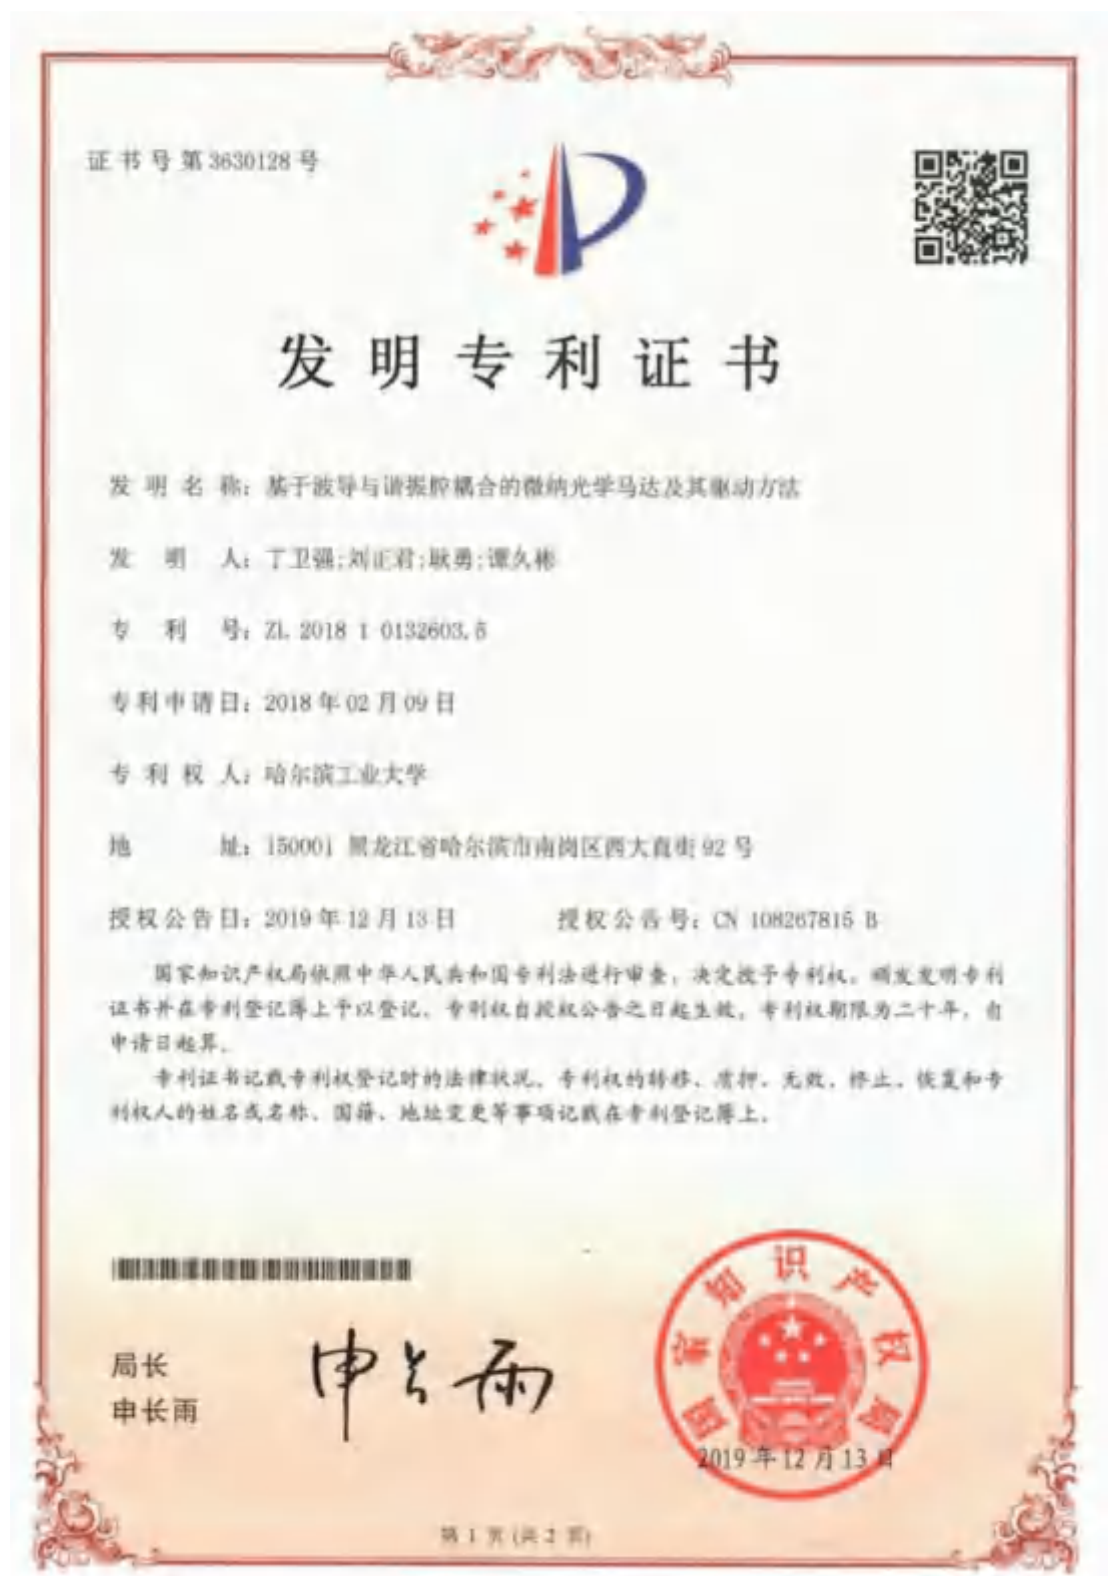 证书号第3630128号
发明专利证书
发明名称：基于波导与谐振腔耦合的微纳光学马达及其驱动方法
发明人：丁卫强;刘正君;耿勇;谭久彬
专利号：ZL 2018 1 0132603.5
专利申请日：2018年02月09日
专利权人：哈尔滨工业大学
地址：150001 黑龙江省哈尔滨市南岗区西大直街92号
授权公告日：2019年12月13日 授权公告号：CN 108267815 B
国家知识产权局依照中华人民共和国专利法进行审查，决定授予专利权，颁发发明专利
证书并在专利登记簿上予以登记。专利权自授权公告之日起生效。专利权期限为二十年，自
申请日起算。
专利证书记载专利权登记时的法律状况。专利权的转移、质押、无效、终止、恢复和专
利权人的姓名或名称、国籍、地址变更等事项记载在专利登记簿上。
局长
申长雨
申长雨
国家知识产权局
2019年12月13日
第1页(共2页)